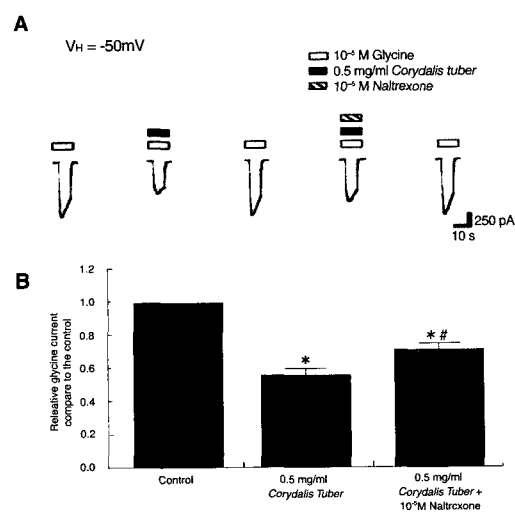 A
V_H = -50mV
10⁻⁵ M Glycine
0.5 mg/ml Corydalis tuber
10⁻⁵ M Naltrexone
250 pA
10 s
B
Releative glycine current
compare to the control
1.2
1.0
0.8
0.6
0.4
0.2
0.0
*
* #
Control
0.5 mg/ml
Corydalis Tuber
0.5 mg/ml
Corydalis Tuber +
10⁻⁵M Naltrcxone